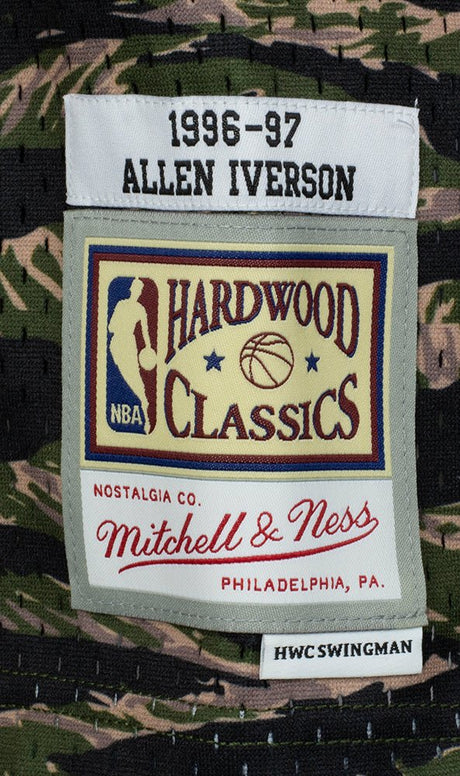 1996-97
ALLEN IVERSON
HARDWOOD
NBA
CLASSICS
NOSTALGIA CO.
Mitchell & Ness
PHILADELPHIA, PA.
HWC SWINGMAN